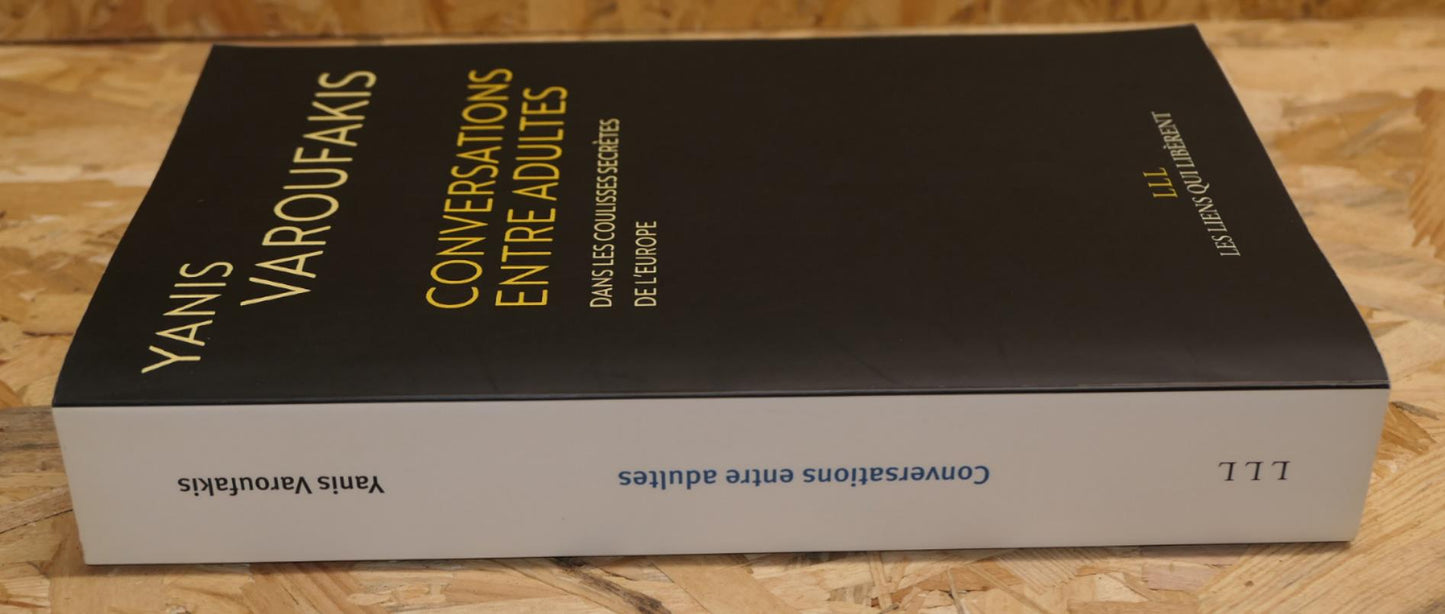 YANIS
VAROUFAKIS
CONVERSATIONS
ENTRE ADULTES
DANS LES COULISSES SECRÈTES
DE L'EUROPE
LLL
LES LIENS QUI LIBÈRENT
Yanis Varoufakis
Conversations entre adultes
LLL